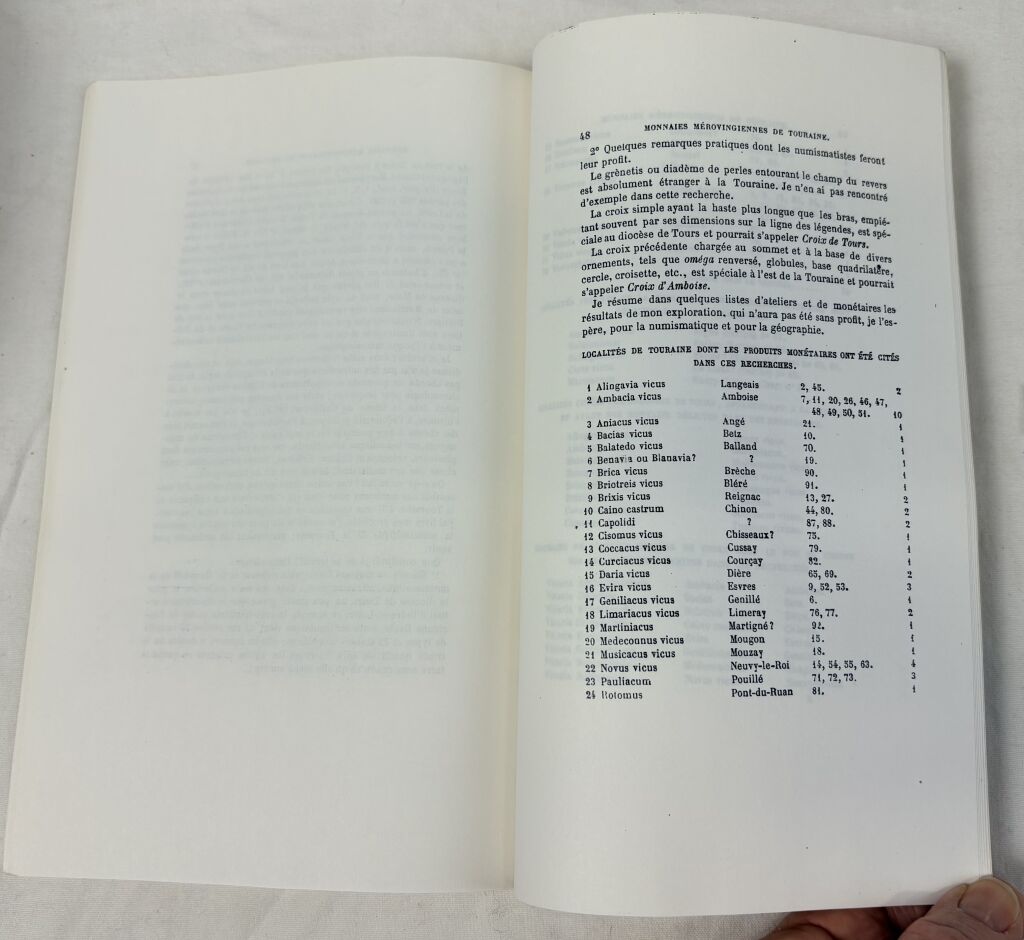 48 MONNAIES MÉROVINGIENNES DE TOURAINE.
2º Quelques remarques pratiques dont les numismatistes feront
leur profit.
Le grènetis ou diadème de perles entourant le champ du revers
est absolument étranger à la Touraine. Je n'en ai pas rencontré
d'exemple dans cette recherche.
La croix simple ayant la haste plus longue que les bras, empié-
tant souvent par ses dimensions sur la ligne des légendes, est spé-
ciale au diocèse de Tours et pourrait s'appeler Croix de Tours.
La croix précédente chargée au sommet et à la base de divers
ornements, tels que oméga renversé, globules, base quadrilatère,
cercle, croisette, etc., est spéciale à l'est de la Touraine et pourrait
s'appeler Croix d'Amboise.
Je résume dans quelques listes d'ateliers et de monétaires les
résultats de mon exploration. qui n'aura pas été sans profit, je l'es-
père, pour la numismatique et pour la géographie.
LOCALITÉS DE TOURAINE DONT LES PRODUITS MONÉTAIRES ONT ÉTÉ CITÉS
DANS CES RECHERCHES.
1 Alingavia vicus Langeais 2, 45. 2
2 Ambacia vicus Amboise 7, 11, 20, 26, 46, 47,
48, 49, 50, 51. 10
3 Aniacus vicus Angé 21. 1
4 Bacias vicus Betz 10. 1
5 Balatedo vicus Balland 70. 1
6 Benavia ou Blanavia? ? 19. 1
7 Brica vicus Brèche 90. 1
8 Briotreis vicus Bléré 91. 1
9 Brixis vicus Reignac 13, 27. 2
10 Caino castrum Chinon 44, 80. 2
11 Capolidi ? 87, 88. 2
12 Cisomus vicus Chisseaux? 75. 1
13 Coccacus vicus Cussay 79. 1
14 Curciacus vicus Courçay 82. 1
15 Daria vicus Dière 65, 69. 2
16 Evira vicus Esvres 9, 52, 53. 3
17 Geniliacus vicus Genillé 6. 1
18 Limariacus vicus Limeray 76, 77. 2
19 Martiniacus Martigné? 92. 1
20 Medeconnus vicus Mougon 15. 1
21 Musicacus vicus Mouzay 18. 1
22 Novus vicus Neuvy-le-Roi 14, 54, 55, 63. 4
23 Pauliacum Pouillé 71, 72, 73. 3
24 Rotomus Pont-du-Ruan 81. 1